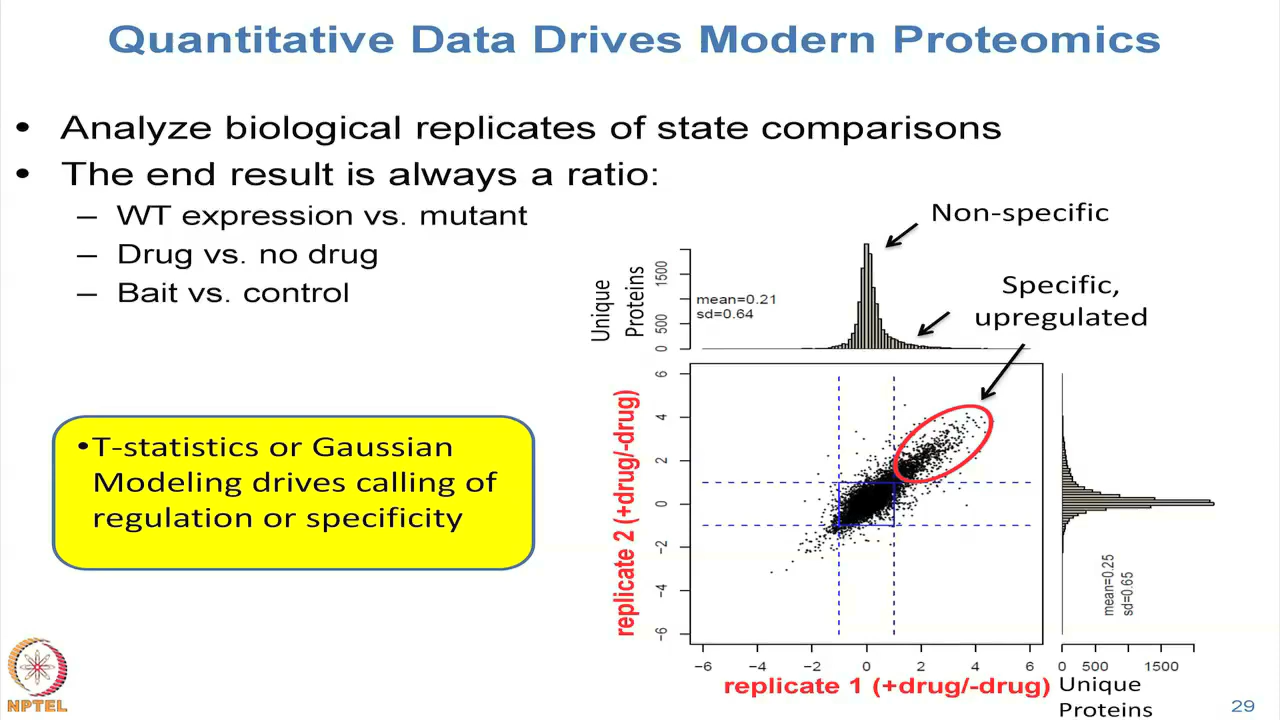 Quantitative Data Drives Modern Proteomics
• Analyze biological replicates of state comparisons
• The end result is always a ratio:
– WT expression vs. mutant
– Drug vs. no drug
– Bait vs. control
•T-statistics or Gaussian
Modeling drives calling of
regulation or specificity
Non-specific
Specific,
upregulated
Unique
Proteins
0 500 1500
mean=0.21
sd=0.64
replicate 2 (+drug/-drug)
−6 −4 −2 0 2 4 6
−6 −4 −2 0 2 4 6
replicate 1 (+drug/-drug)
mean=0.25
sd=0.65
0 500 1500
Unique
Proteins
NPTEL
29